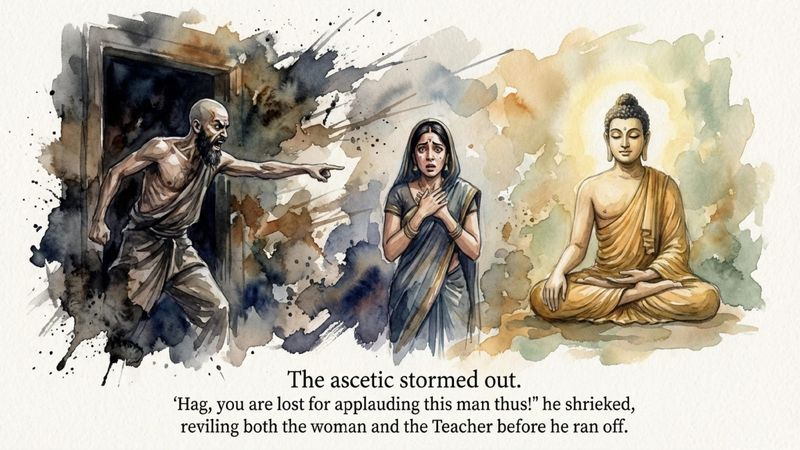 The ascetic stormed out.
‘Hag, you are lost for applauding this man thus!” he shrieked,
reviling both the woman and the Teacher before he ran off.